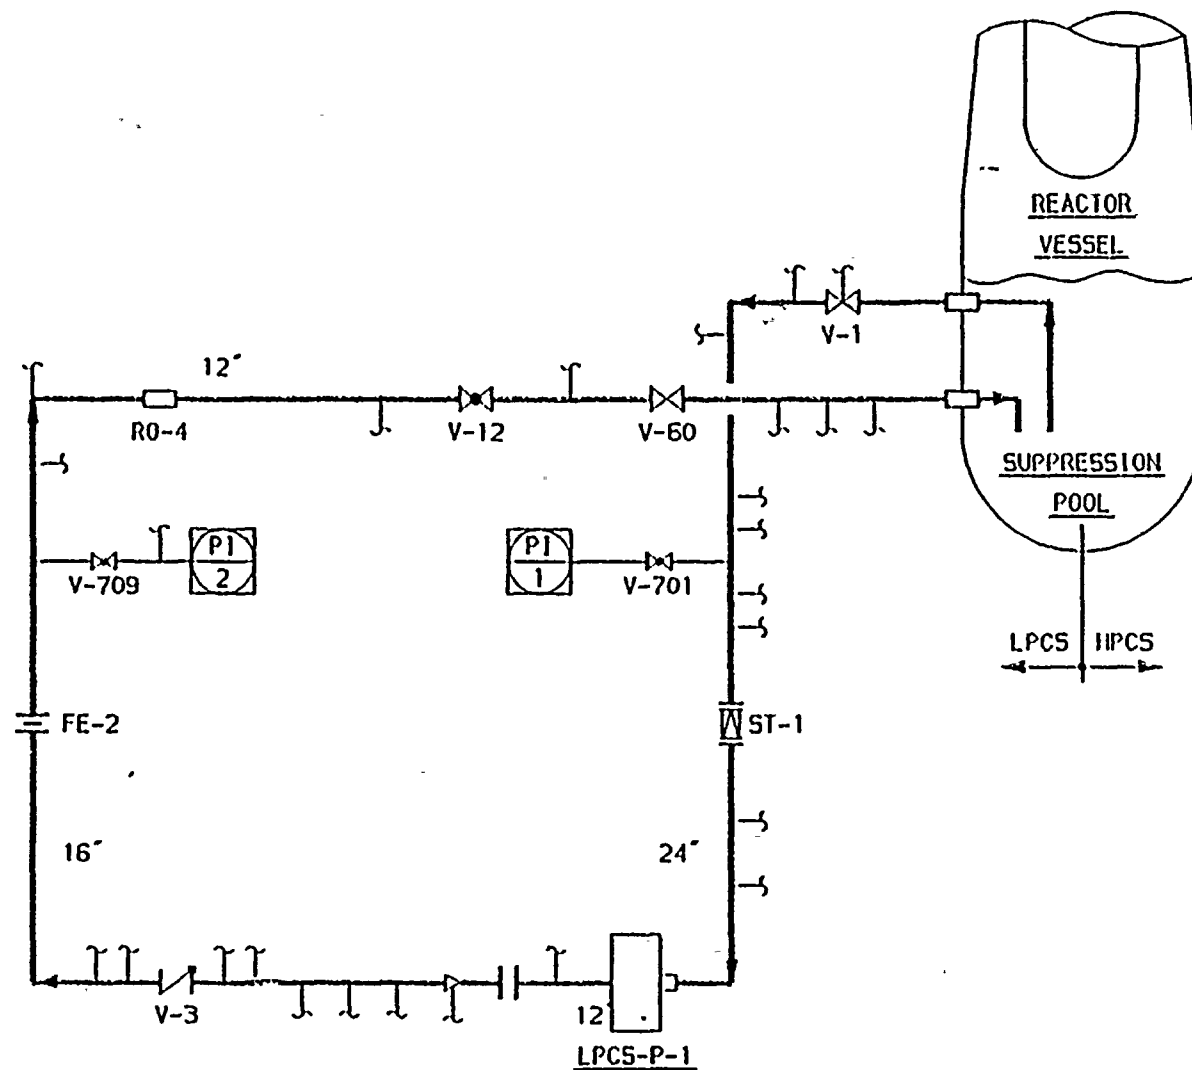 REACTOR
VESSEL
V-1
12"
RO-4
V-12
V-60
SUPPRESSION
POOL
PI
2
V-709
PI
1
V-701
LPCS
HPCS
FE-2
ST-1
16"
24"
V-3
12
LPCS-P-1